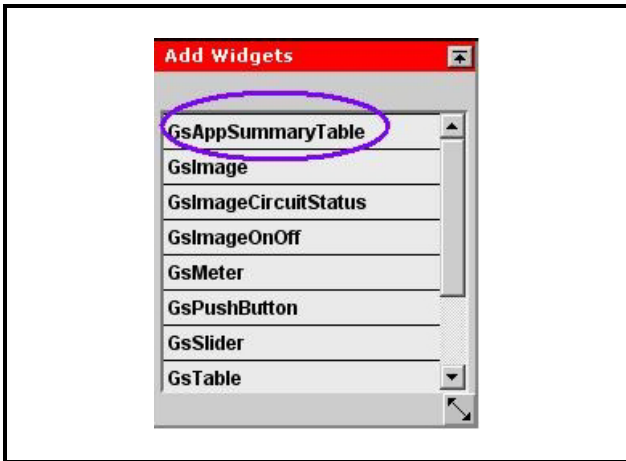 Add Widgets
GsAppSummaryTable
GsImage
GsImageCircuitStatus
GsImageOnOff
GsMeter
GsPushButton
GsSlider
GsTable